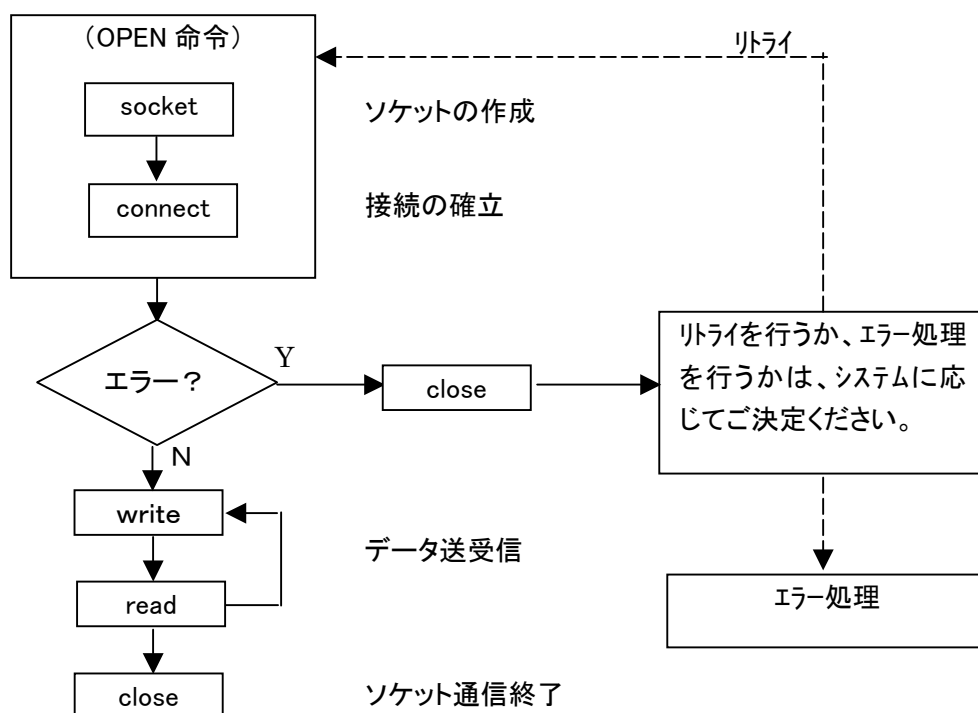 （OPEN 命令）
リトライ
socket
ソケットの作成
connect
接続の確立
エラー？
Y
close
リトライを行うか、エラー処理
を行うかは、システムに応
じてご決定ください。
N
write
データ送受信
read
エラー処理
close
ソケット通信終了